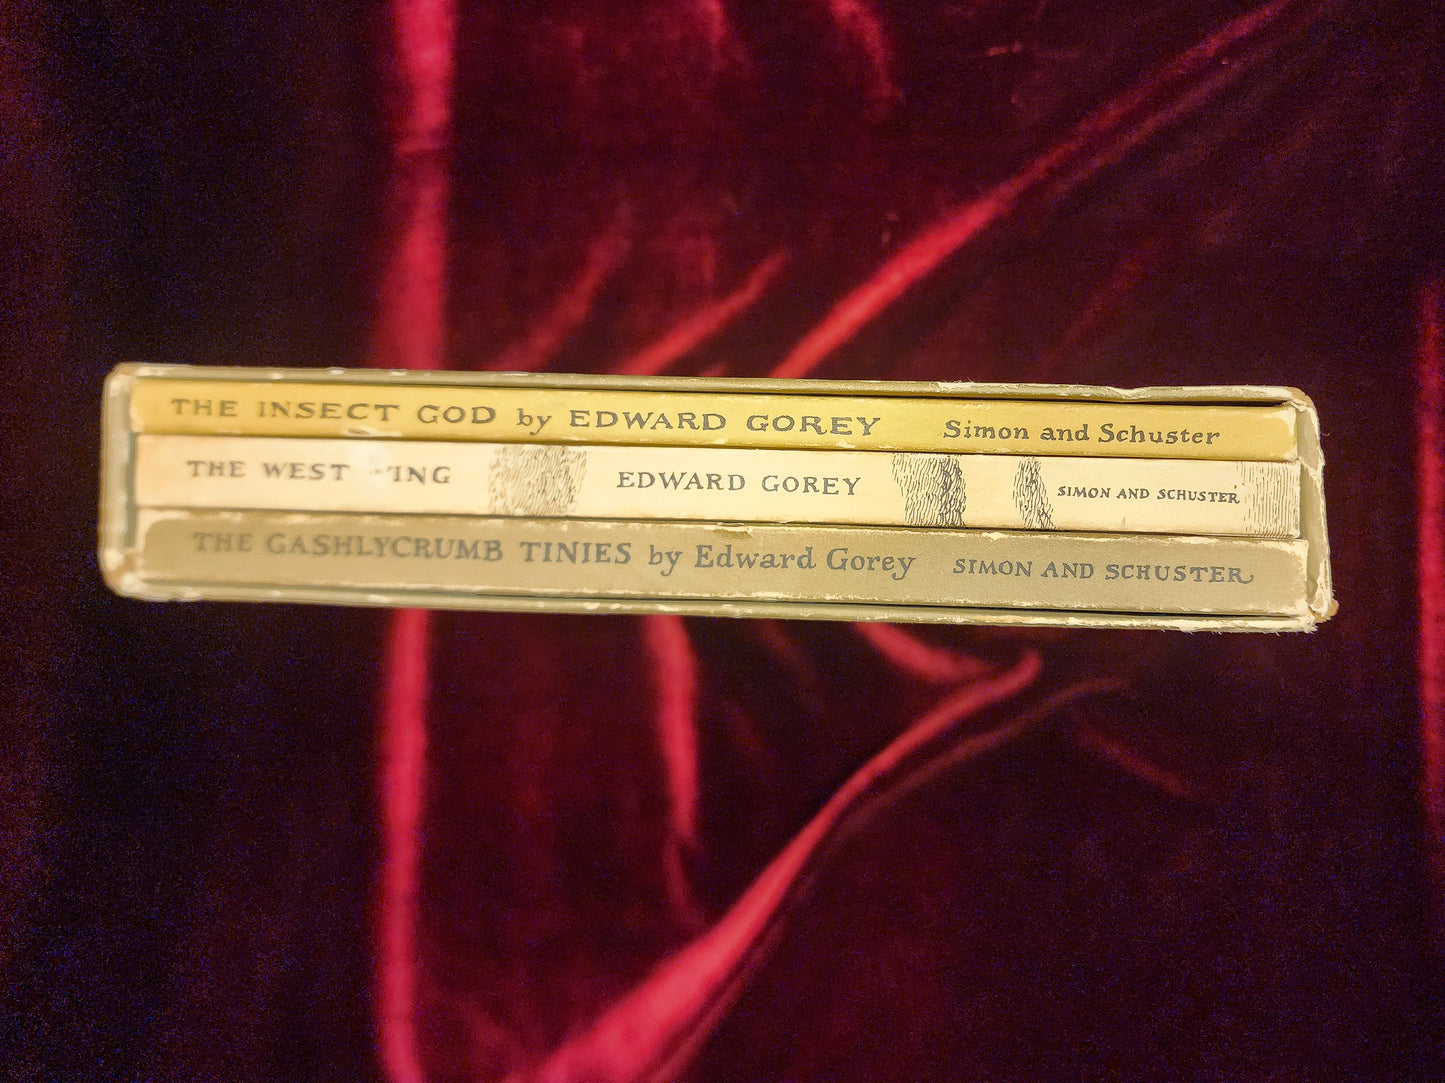 THE INSECT GOD by EDWARD GOREY Simon and Schuster
THE WEST ING EDWARD GOREY SIMON AND SCHUSTER
THE GASHLYCRUMB TINIES by Edward Gorey SIMON AND SCHUSTER